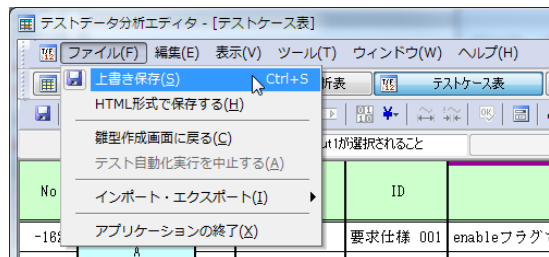 テストデータ分析エディタ - [テストケース表]
ファイル(F) 編集(E) 表示(V) ツール(T) ウィンドウ(W) ヘルプ(H)
上書き保存(S) Ctrl+S
析表 テストケース表
HTML形式で保存する(H)
雛型作成画面に戻る(C)
ut1が選択されること
テスト自動化実行を中止する(A)
No インポート・エクスポート(I) ID
アプリケーションの終了(X)
要求仕様 001 enableフラグ